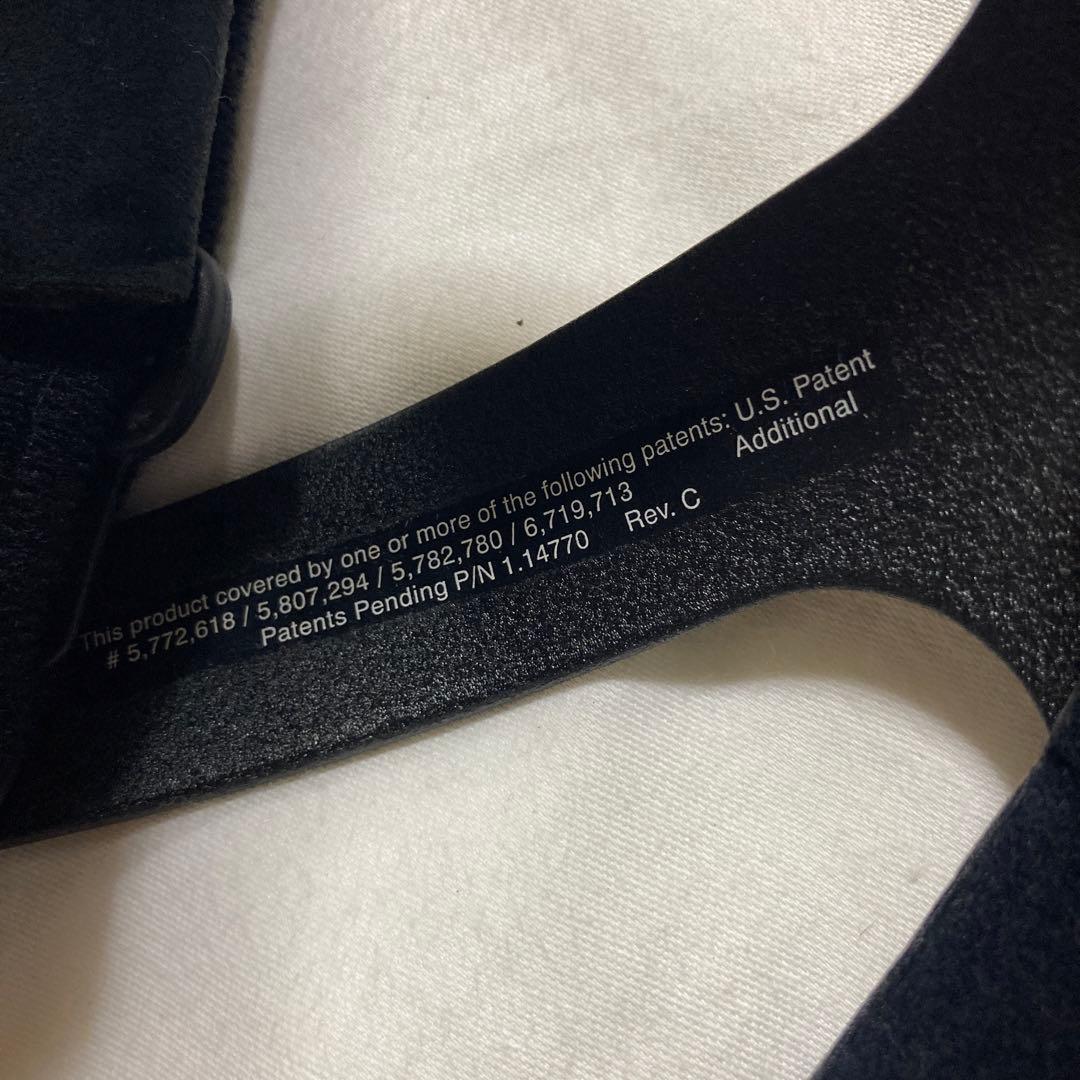 This product covered by one or more of the following patents: U.S. Patent
# 5,772,618 / 5,807,294 / 5,782,780 / 6,719,713 Additional
Patents Pending P/N 1.14770 Rev. C